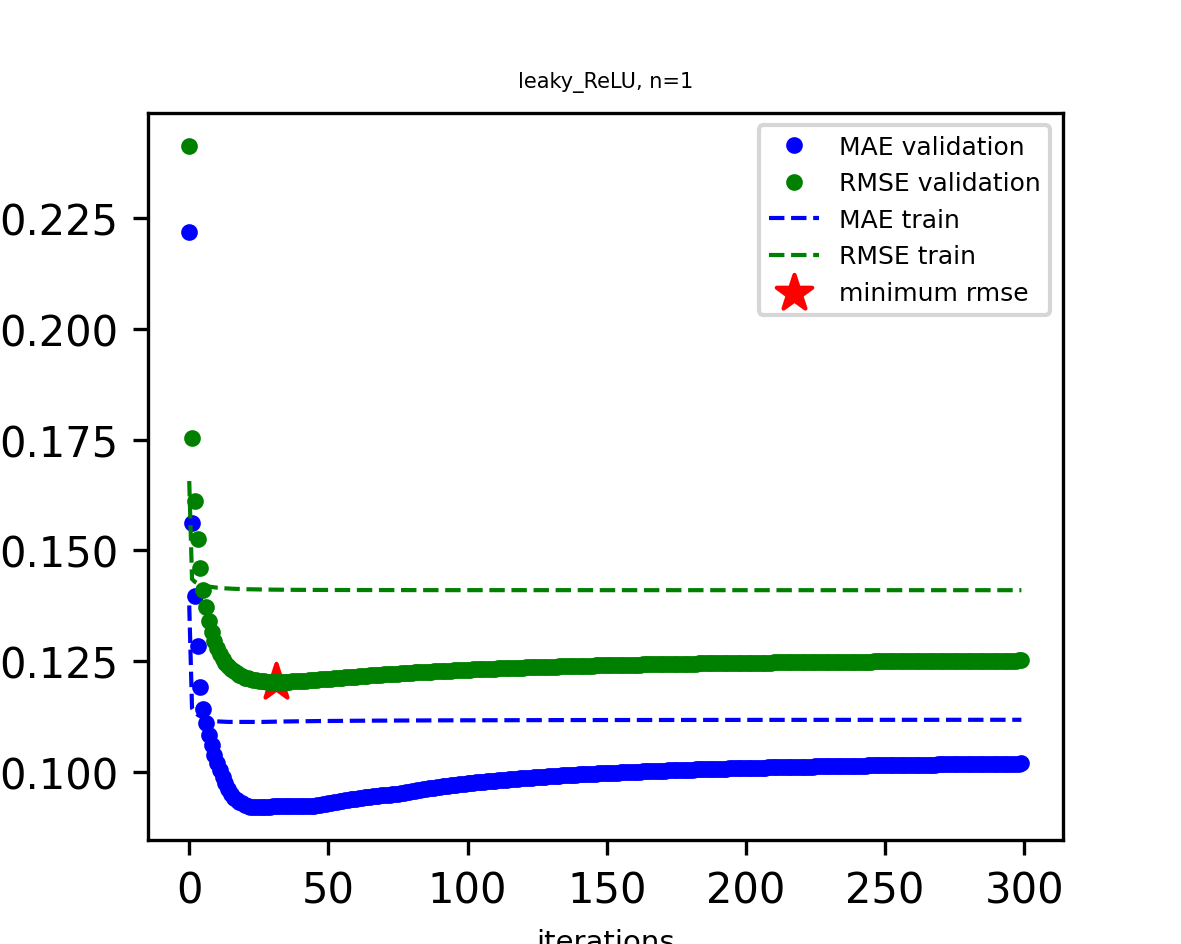 leaky_ReLU, n=1
MAE validation
RMSE validation
MAE train
RMSE train
minimum rmse
0.225
0.200
0.175
0.150
0.125
0.100
0 50 100 150 200 250 300
iterations